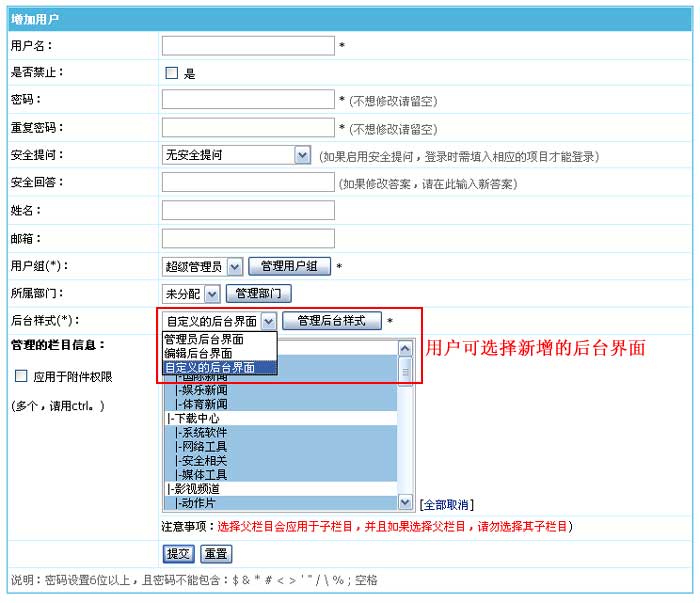 增加用户
用户名：
*
是否禁止：
是
密码：
* (不想修改请留空)
重复密码：
* (不想修改请留空)
安全提问：
无安全提问
(如果启用安全提问，登录时需填入相应的项目才能登录)
安全回答：
(如果修改答案，请在此输入新答案)
姓名：
邮箱：
用户组(*)：
超级管理员
管理用户组
*
所属部门：
未分配
管理部门
后台样式(*)：
自定义的后台界面
管理后台样式
*
管理员后台界面
编辑后台界面
自定义的后台界面
用户可选择新增的后台界面
管理的栏目信息：
应用于附件权限
(多个，请用ctrl。)
|-国际新闻
|-娱乐新闻
|-体育新闻
|-下载中心
|-系统软件
|-网络工具
|-安全相关
|-媒体工具
|-影视频道
|-动作片
[全部取消]
注意事项：选择父栏目会应用于子栏目，并且如果选择父栏目，请勿选择其子栏目)
提交
重置
说明：密码设置6位以上，且密码不能包含：$ & * # < > ' " / \ % ; 空格